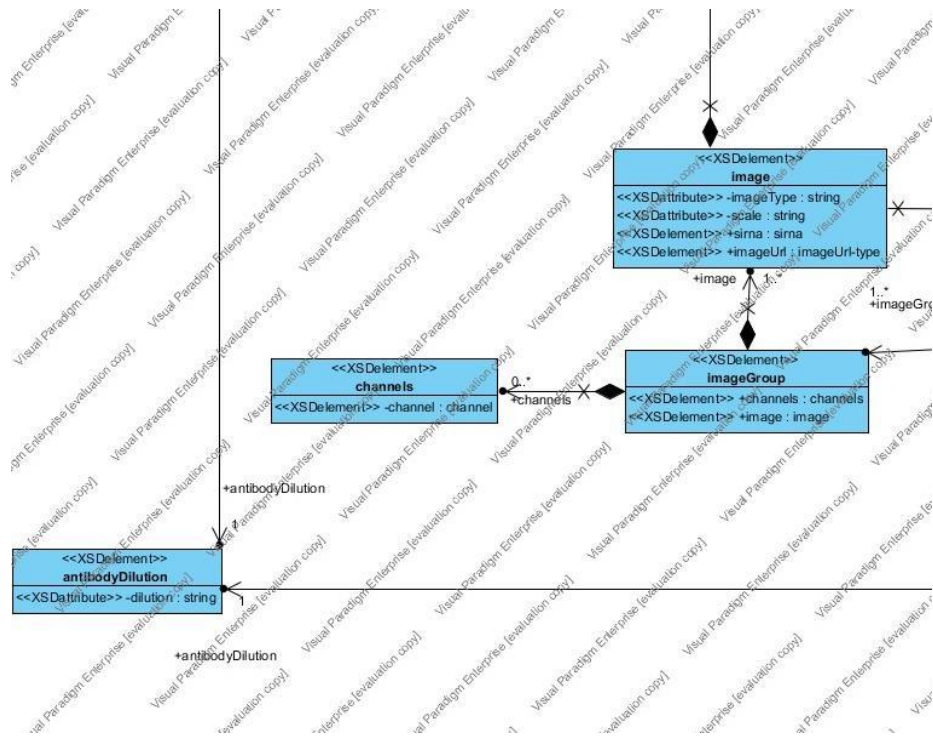 <<XSDelement>>
image
<<XSDattribute>> -imageType : string
<<XSDattribute>> -scale : string
<<XSDelement>> +sirna : sirna
<<XSDelement>> +imageUrl : imageUrl-type
+image
1..*
1..*
+imageGro
<<XSDelement>>
channels
<<XSDelement>> -channel : channel
0..*
+channels
<<XSDelement>>
imageGroup
<<XSDelement>> +channels : channels
<<XSDelement>> +image : image
+antibodyDilution
1
<<XSDelement>>
antibodyDilution
<<XSDattribute>> -dilution : string
1
+antibodyDilution
Visual Paradigm Enterprise [evaluation copy]